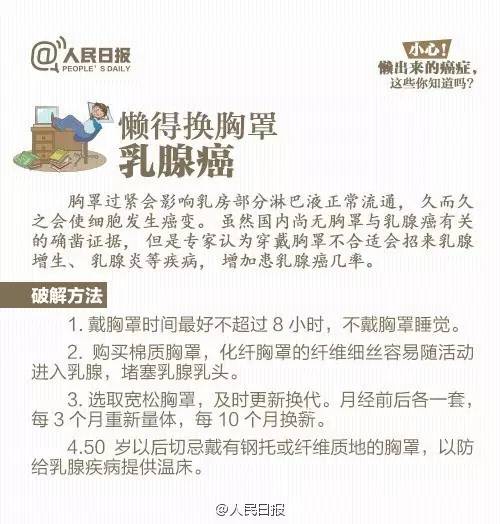 @人民日报
PEOPLE'S DAILY
小心！
懒出来的癌症，
这些你知道吗？
懒得换胸罩
乳腺癌
胸罩过紧会影响乳房部分淋巴液正常流通，久而久
之会使细胞发生癌变。虽然国内尚无胸罩与乳腺癌有关
的确凿证据，但是专家认为穿戴胸罩不合适会招来乳腺
增生、乳腺炎等疾病，增加患乳腺癌几率。
破解方法
1. 戴胸罩时间最好不超过 8 小时，不戴胸罩睡觉。
2. 购买棉质胸罩，化纤胸罩的纤维细丝容易随活动
进入乳腺，堵塞乳腺乳头。
3. 选取宽松胸罩，及时更新换代。月经前后各一套，
每 3 个月重新量体，每 10 个月换新。
4.50 岁以后切忌戴有钢托或纤维质地的胸罩，以防
给乳腺疾病提供温床。
@人民日报